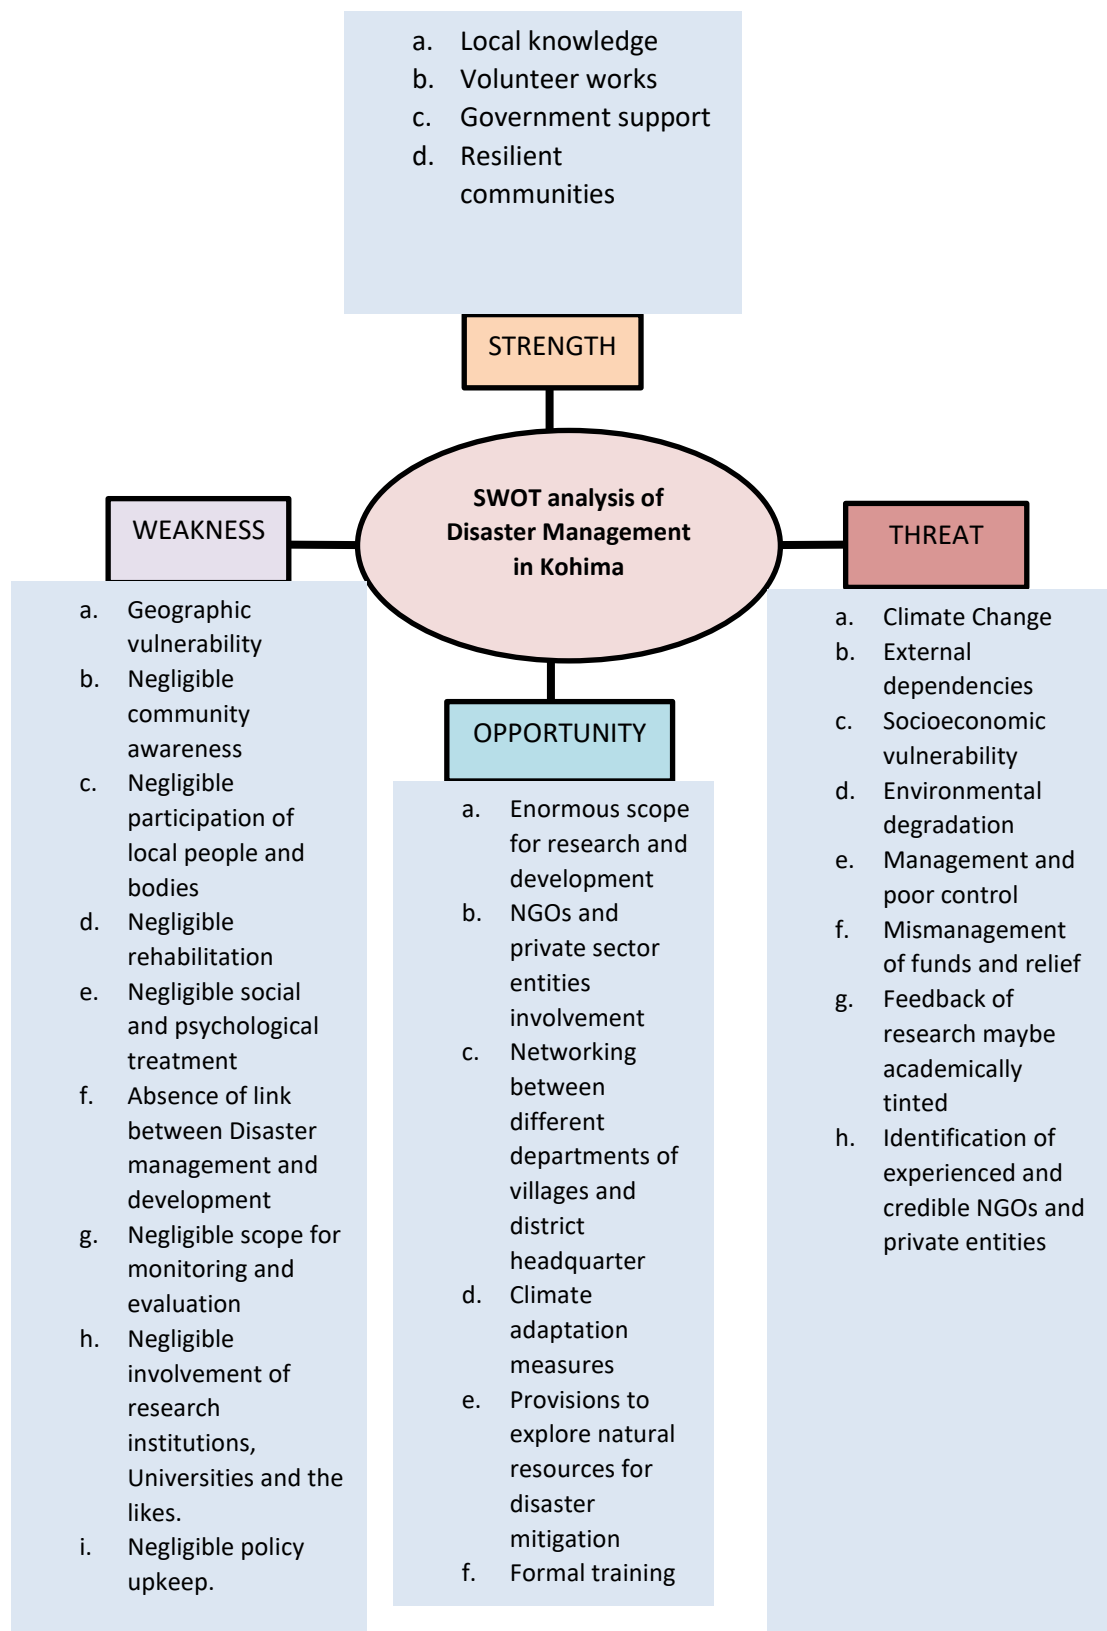 a. Local knowledge
b. Volunteer works
c. Government support
d. Resilient
communities
STRENGTH
SWOT analysis of
Disaster Management
in Kohima
WEAKNESS
a. Geographic
vulnerability
b. Negligible
community
awareness
c. Negligible
participation of
local people and
bodies
d. Negligible
rehabilitation
e. Negligible social
and psychological
treatment
f. Absence of link
between Disaster
management and
development
g. Negligible scope for
monitoring and
evaluation
h. Negligible
involvement of
research
institutions,
Universities and the
likes.
i. Negligible policy
upkeep.
OPPORTUNITY
a. Enormous scope
for research and
development
b. NGOs and
private sector
entities
involvement
c. Networking
between
different
departments of
villages and
district
headquarter
d. Climate
adaptation
measures
e. Provisions to
explore natural
resources for
disaster
mitigation
f. Formal training
THREAT
a. Climate Change
b. External
dependencies
c. Socioeconomic
vulnerability
d. Environmental
degradation
e. Management and
poor control
f. Mismanagement
of funds and relief
g. Feedback of
research maybe
academically
tinted
h. Identification of
experienced and
credible NGOs and
private entities